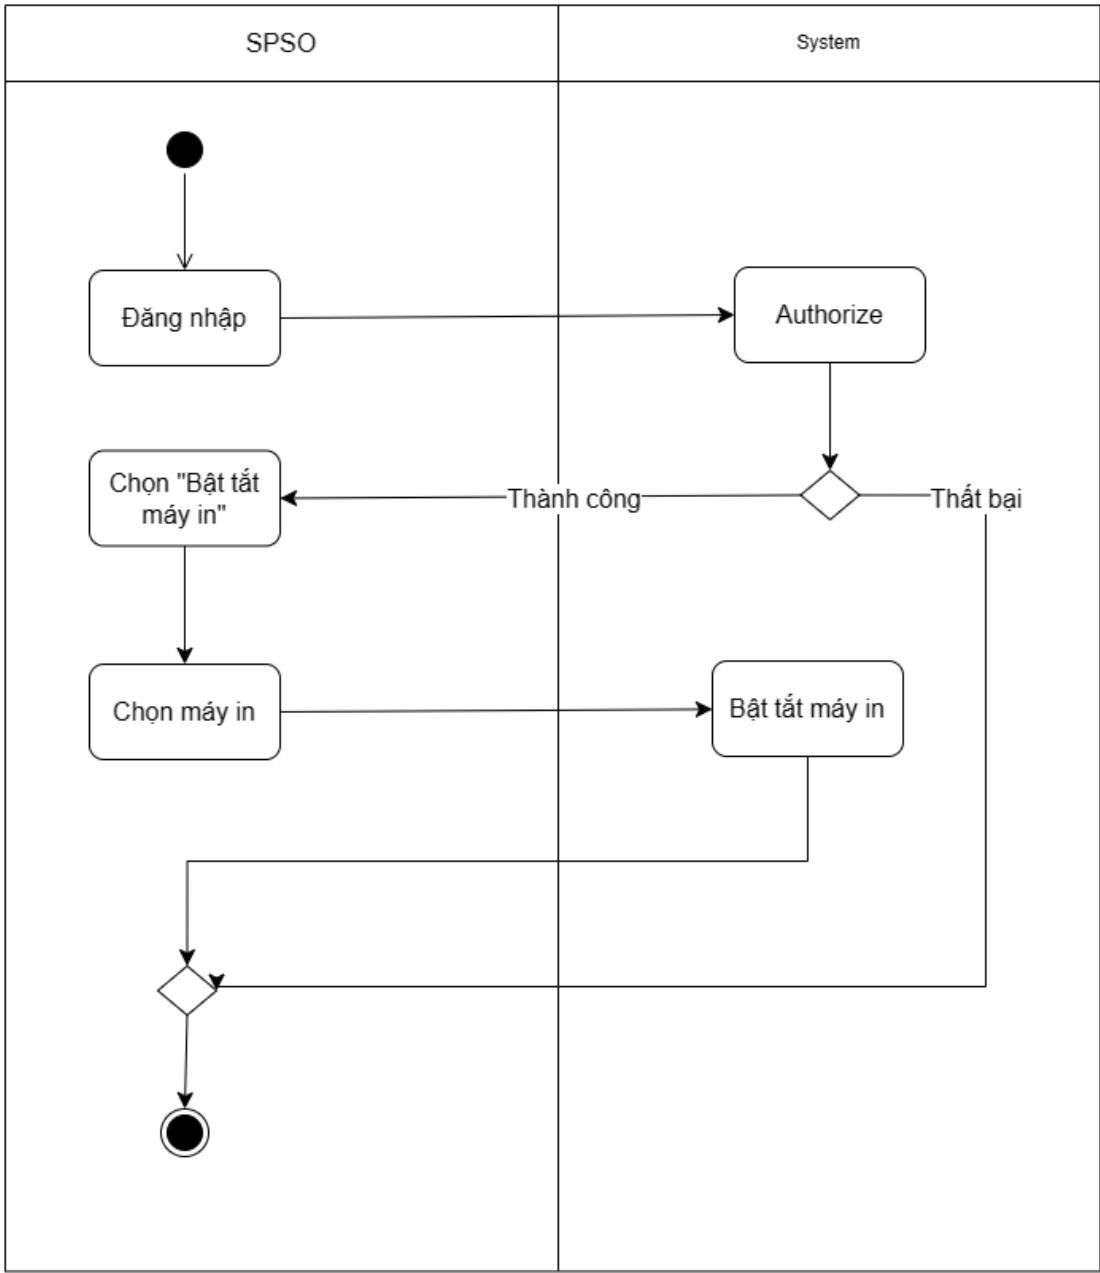 SPSO
System
Đăng nhập
Authorize
Chọn "Bật tắt
máy in"
Thành công
Thất bại
Chọn máy in
Bật tắt máy in